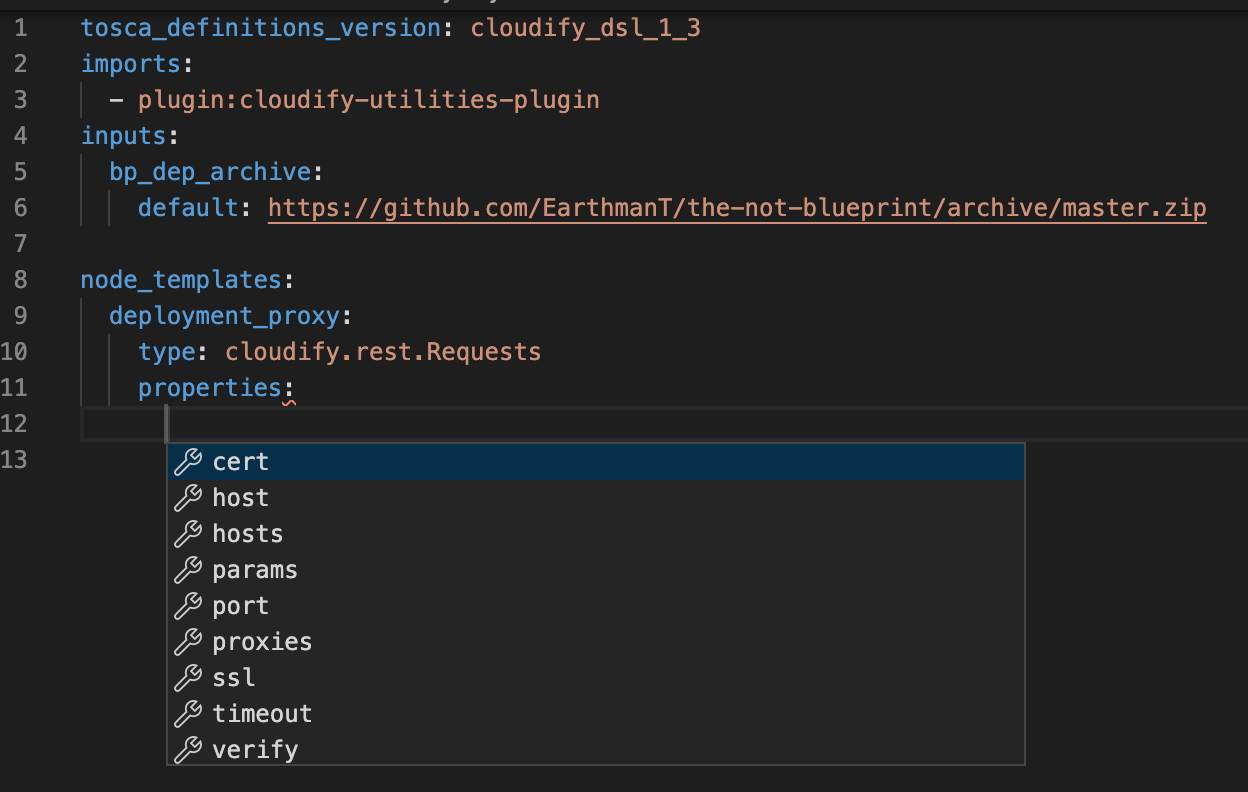 1 tosca_definitions_version: cloudify_dsl_1_3
2 imports:
3 - plugin:cloudify-utilities-plugin
4 inputs:
5 bp_dep_archive:
6 default: https://github.com/EarthmanT/the-not-blueprint/archive/master.zip
7
8 node_templates:
9 deployment_proxy:
10 type: cloudify.rest.Requests
11 properties:
12
13
cert
host
hosts
params
port
proxies
ssl
timeout
verify